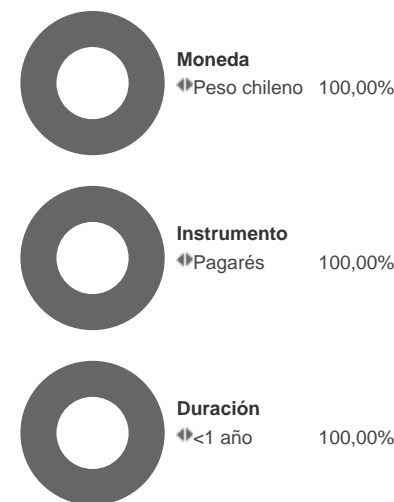 Moneda
Peso chileno 100,00%
Instrumento
Pagarés 100,00%
Duración
<1 año 100,00%